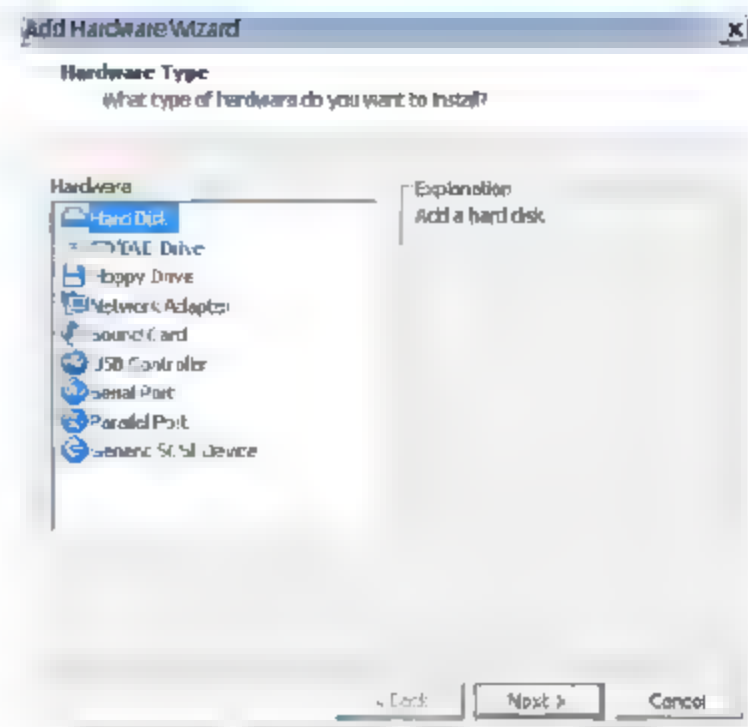 Add Hardware Wizard
Hardware Type
What type of hardware do you want to install?
Hardware
Hard Disk
Drive
Floppy Drive
Network Adapter
Sound Card
USB Controller
Serial Port
Parallel Port
Generic SCSI Device
Explanation
Add a hard disk.
< Back
Next >
Cancel